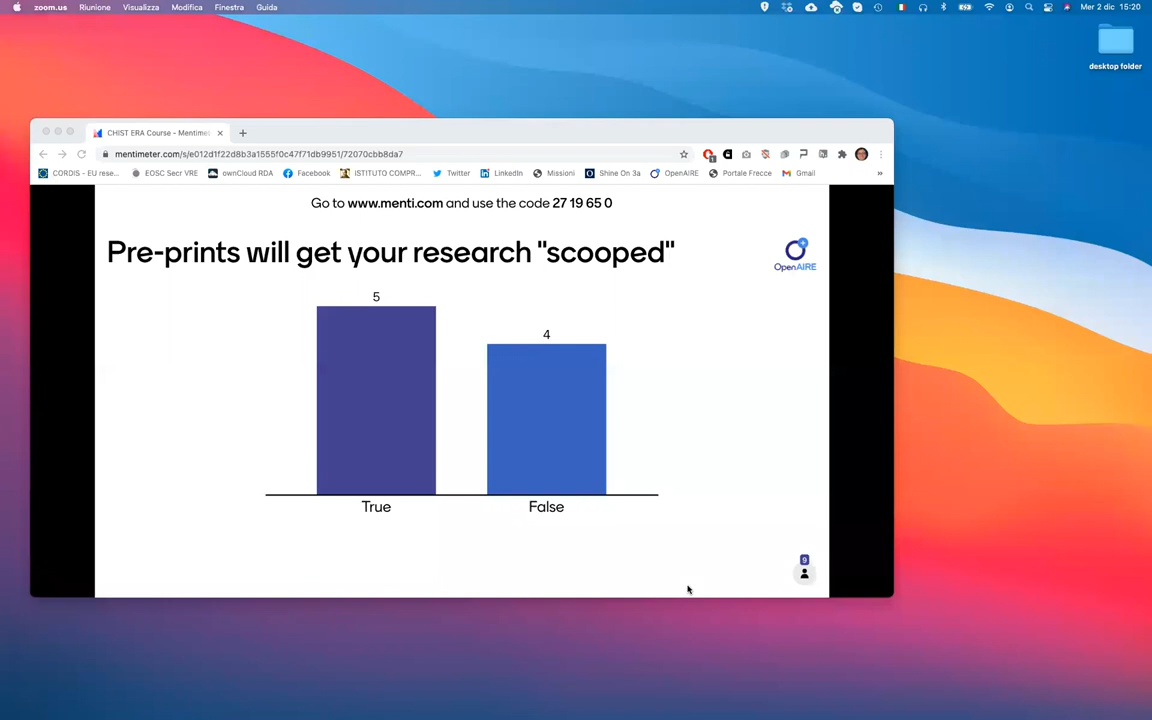 zoom.us Riunione Visualizza Modifica Finestra Guida
Mer 2 dic 15:20
desktop folder
CHIST ERA Course - Mentime
mentimeter.com/s/e012d1f22d8b3a1555f0c47f71db9951/72070cbb8da7
CORDIS - EU rese... EOSC Secr VRE ownCloud RDA Facebook ISTITUTO COMPR... Twitter LinkedIn Missioni Shine On 3a OpenAIRE Portale Frecce Gmail
Go to www.menti.com and use the code 27 19 65 0
Pre-prints will get your research "scooped"
OpenAIRE
5
4
True
False
9